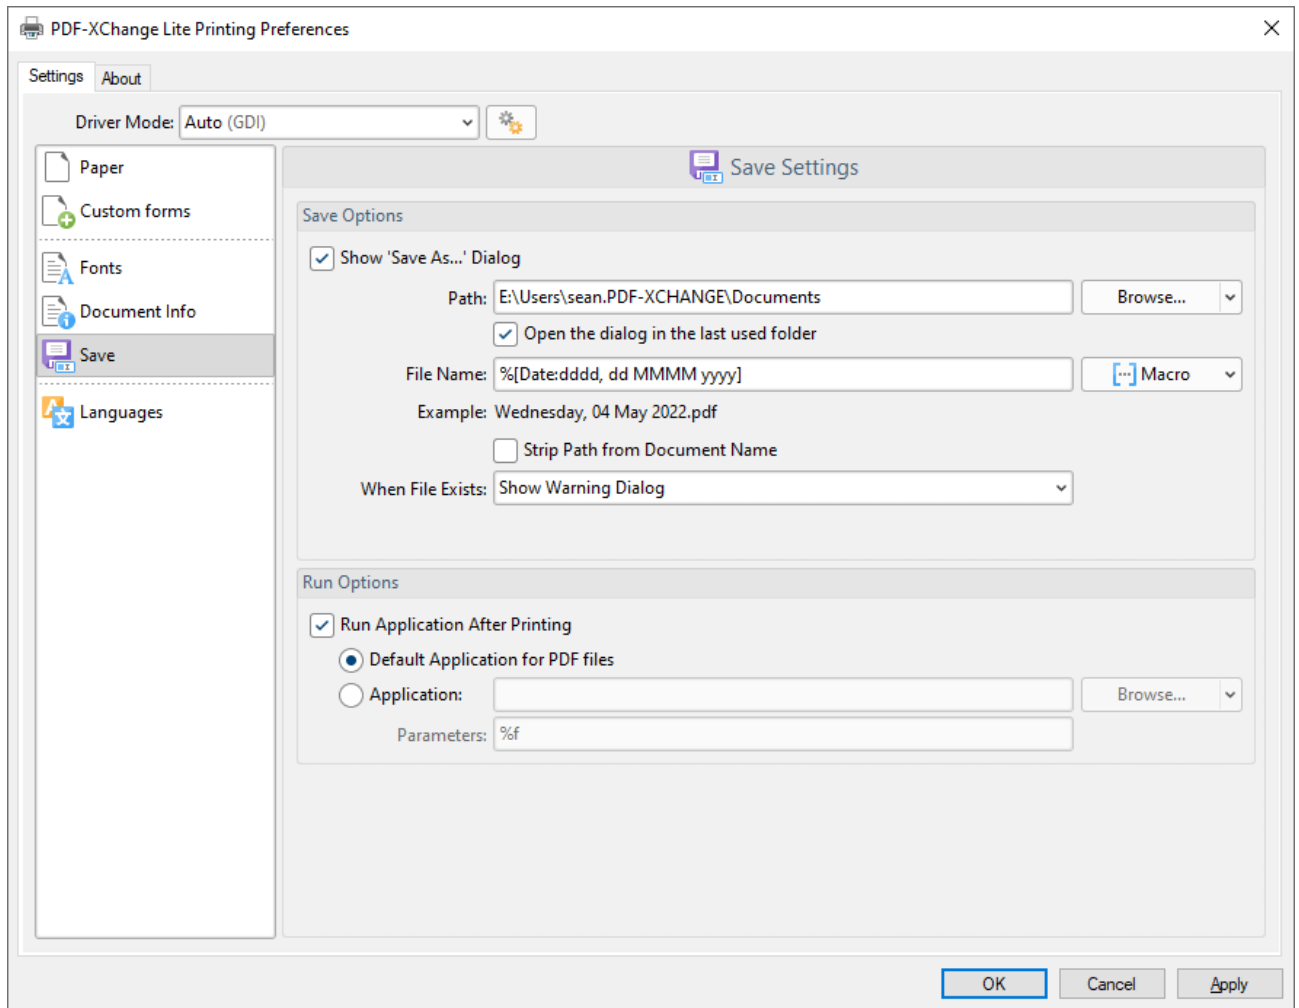 PDF-XChange Lite Printing Preferences
Settings About
Driver Mode: Auto (GDI)
Paper
Custom forms
Fonts
Document Info
Save
Languages
Save Settings
Save Options
Show 'Save As...' Dialog
Path: E:\Users\sean.PDF-XCHANGE\Documents Browse...
Open the dialog in the last used folder
File Name: %[Date:dddd, dd MMMM yyyy] Macro
Example: Wednesday, 04 May 2022.pdf
Strip Path from Document Name
When File Exists: Show Warning Dialog
Run Options
Run Application After Printing
Default Application for PDF files
Application: Browse...
Parameters: %f
OK Cancel Apply